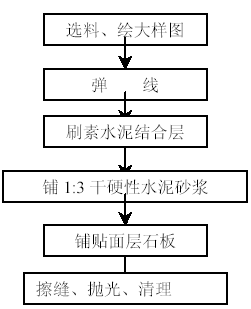 选料、绘大样图
弹 线
刷素水泥结合层
铺 1:3 干硬性水泥砂浆
铺贴面层石板
擦缝、抛光、清理